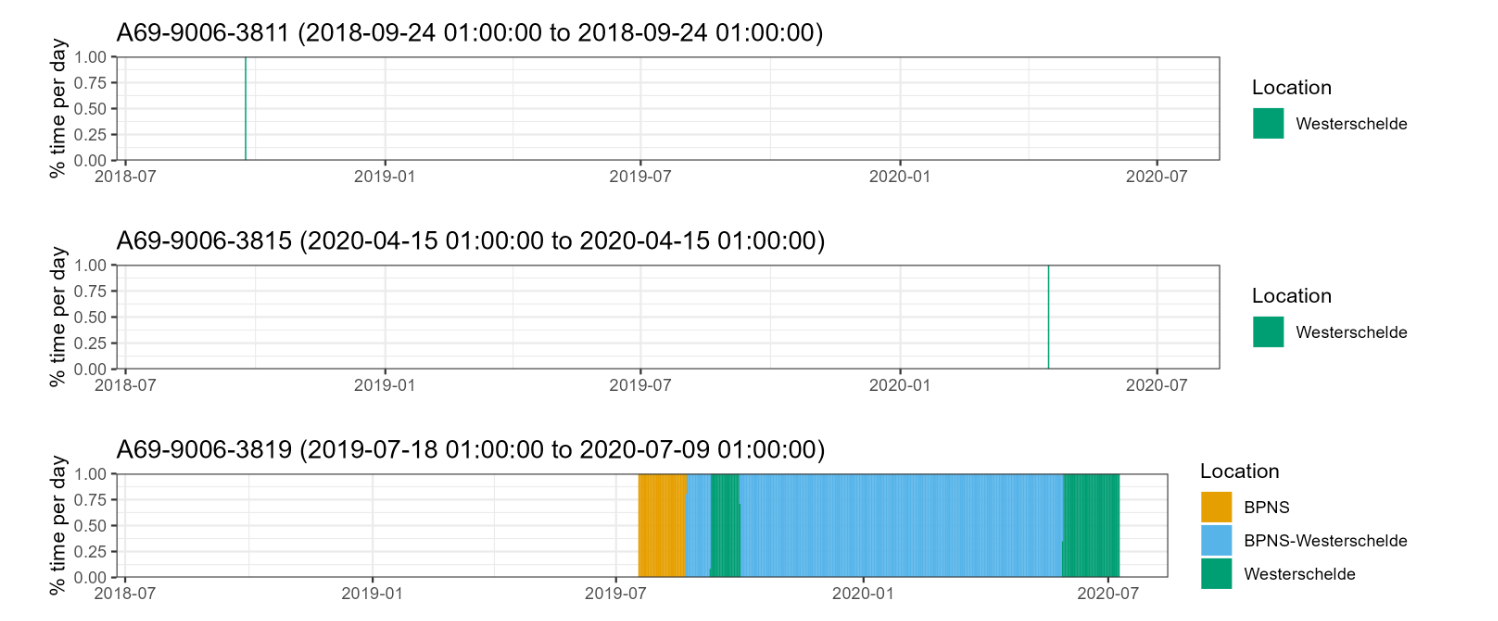 A69-9006-3811 (2018-09-24 01:00:00 to 2018-09-24 01:00:00)
% time per day
1.00
0.75
0.50
0.25
0.00
2018-07 2019-01 2019-07 2020-01 2020-07
Location
Westerschelde
A69-9006-3815 (2020-04-15 01:00:00 to 2020-04-15 01:00:00)
% time per day
1.00
0.75
0.50
0.25
0.00
2018-07 2019-01 2019-07 2020-01 2020-07
Location
Westerschelde
A69-9006-3819 (2019-07-18 01:00:00 to 2020-07-09 01:00:00)
% time per day
1.00
0.75
0.50
0.25
0.00
2018-07 2019-01 2019-07 2020-01 2020-07
Location
BPNS
BPNS-Westerschelde
Westerschelde